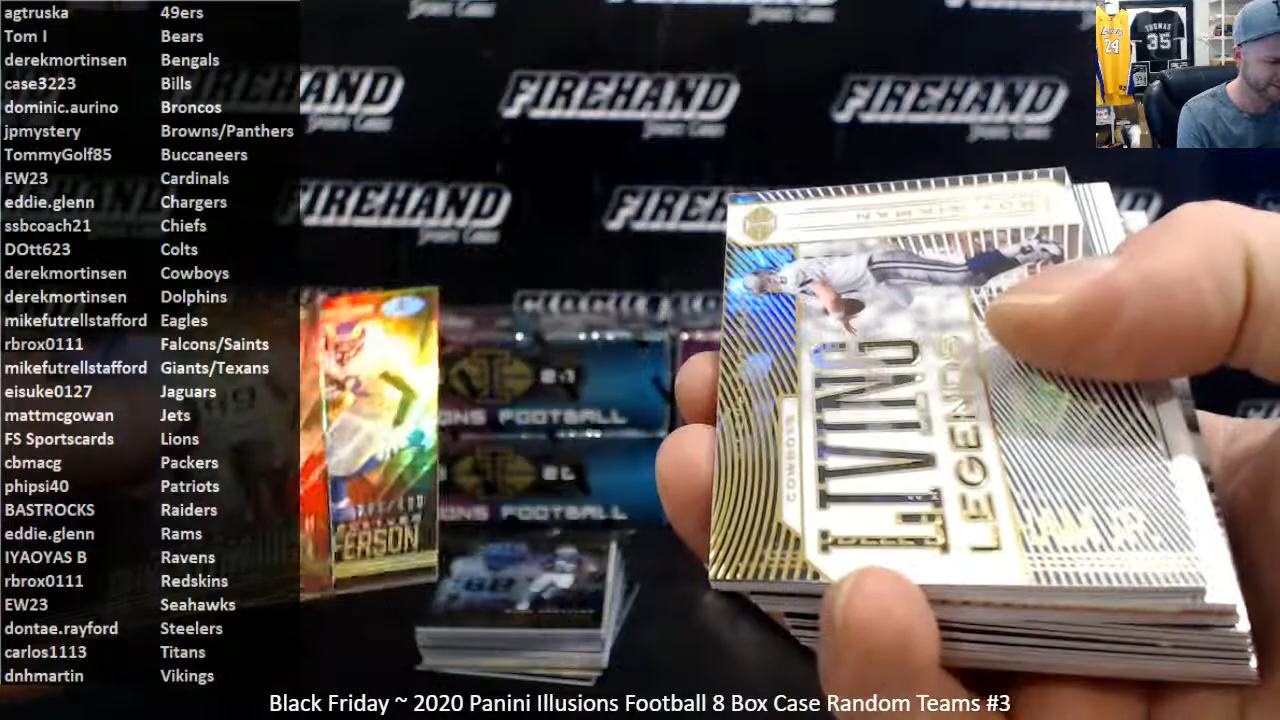 agtruska 49ers
Tom I Bears
derekmortinsen Bengals
case3223 Bills
dominic.aurino Broncos
jpmystery Browns/Panthers
TommyGolf85 Buccaneers
EW23 Cardinals
eddie.glenn Chargers
ssbcoach21 Chiefs
DOtt623 Colts
derekmortinsen Cowboys
derekmortinsen Dolphins
mikefutrellstafford Eagles
rbrox0111 Falcons/Saints
mikefutrellstafford Giants/Texans
eisuke0127 Jaguars
mattmcgowan Jets
FS Sportscards Lions
cbmacg Packers
phipsi40 Patriots
BASTROCKS Raiders
eddie.glenn Rams
IYAOYAS B Ravens
rbrox0111 Redskins
EW23 Seahawks
dontae.rayford Steelers
carlos1113 Titans
dnhmartin Vikings
FIREHAND
FIREHAND
FIREHAND
FIREHAND
24
THOMAS
35
COWBOYS
LIVING
LEGENDS
FOOTBALL
FOOTBALL
ERSON
Black Friday ~ 2020 Panini Illusions Football 8 Box Case Random Teams #3